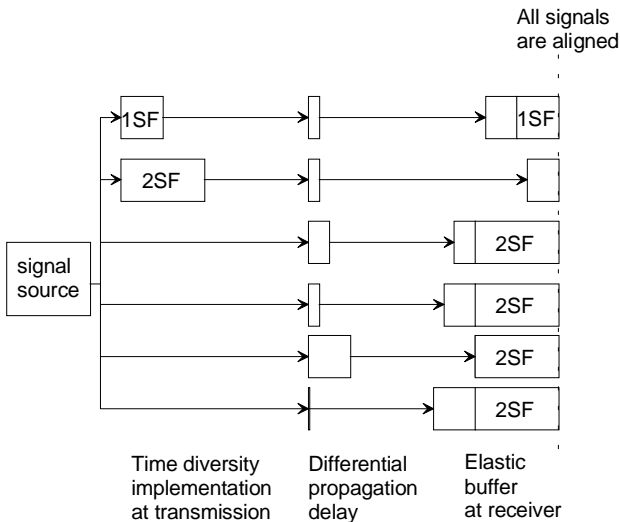 All signals
are aligned
1SF
1SF
2SF
2SF
signal
source
2SF
2SF
2SF
Time diversity
implementation
at transmission
Differential
propagation
delay
Elastic
buffer
at receiver